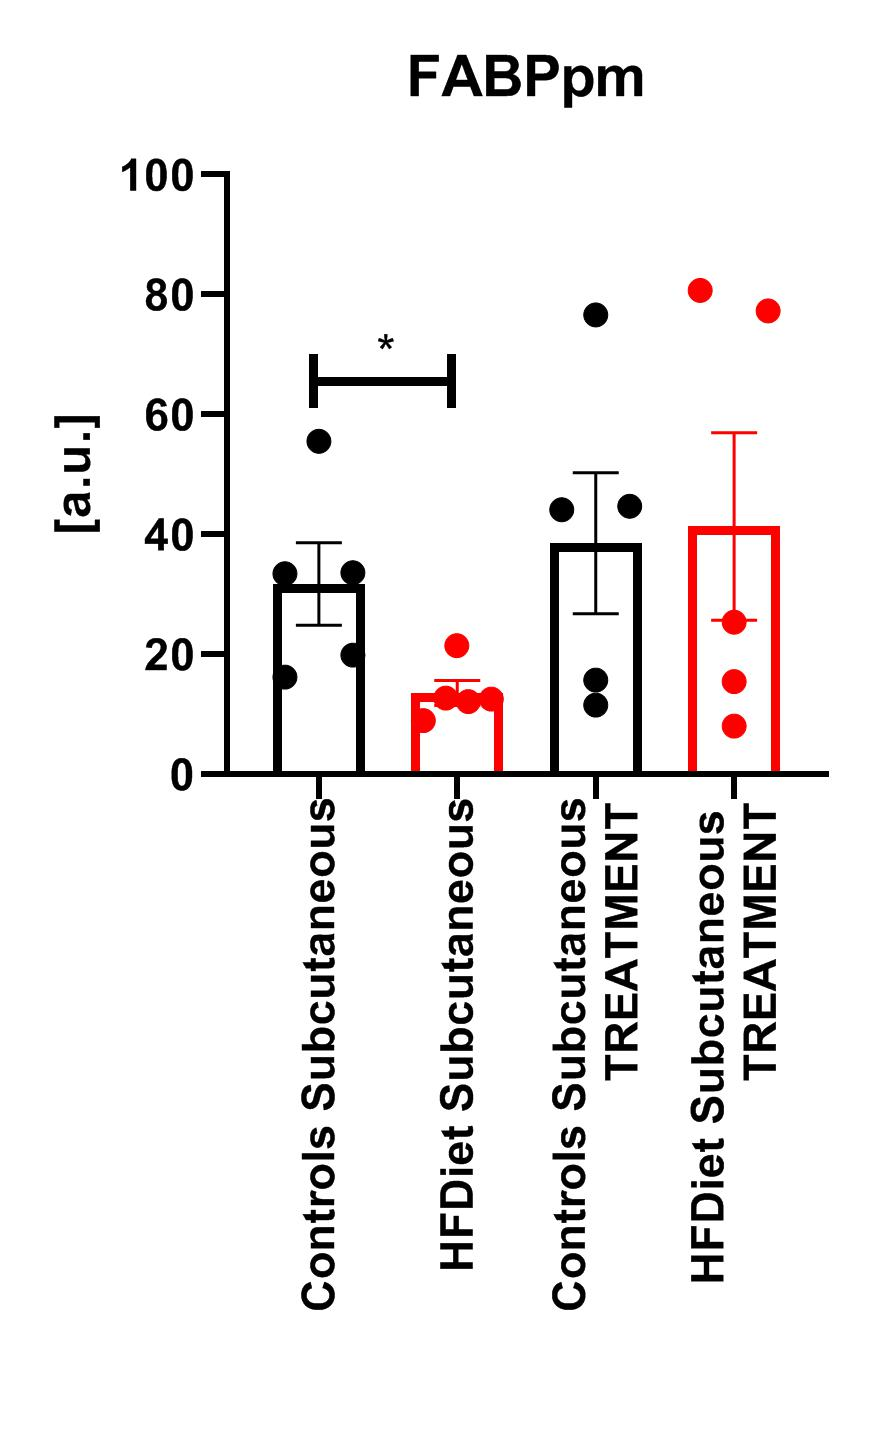 FABPpm
100
80
60
40
20
0
[a.u.]
*
Controls Subcutaneous
HFDiet Subcutaneous
Controls Subcutaneous
TREATMENT
HFDiet Subcutaneous
TREATMENT